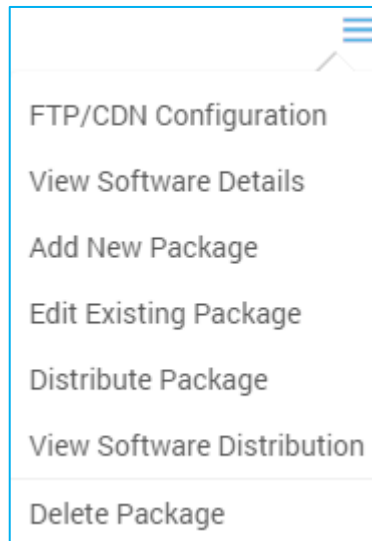 FTP/CDN Configuration
View Software Details
Add New Package
Edit Existing Package
Distribute Package
View Software Distribution
Delete Package